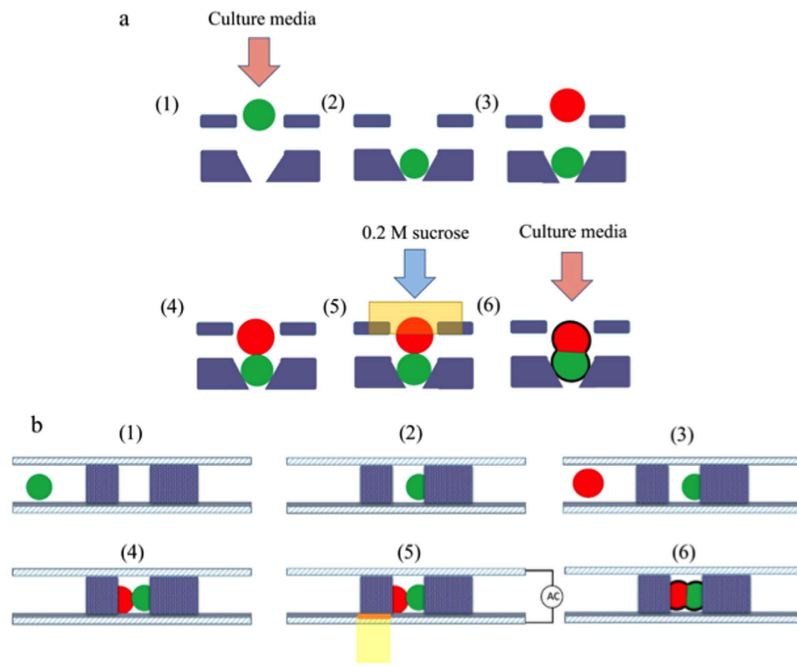 a
Culture media
(1)
(2)
(3)
0.2 M sucrose
Culture media
(4)
(5)
(6)
b
(1)
(2)
(3)
(4)
(5)
(6)
AC